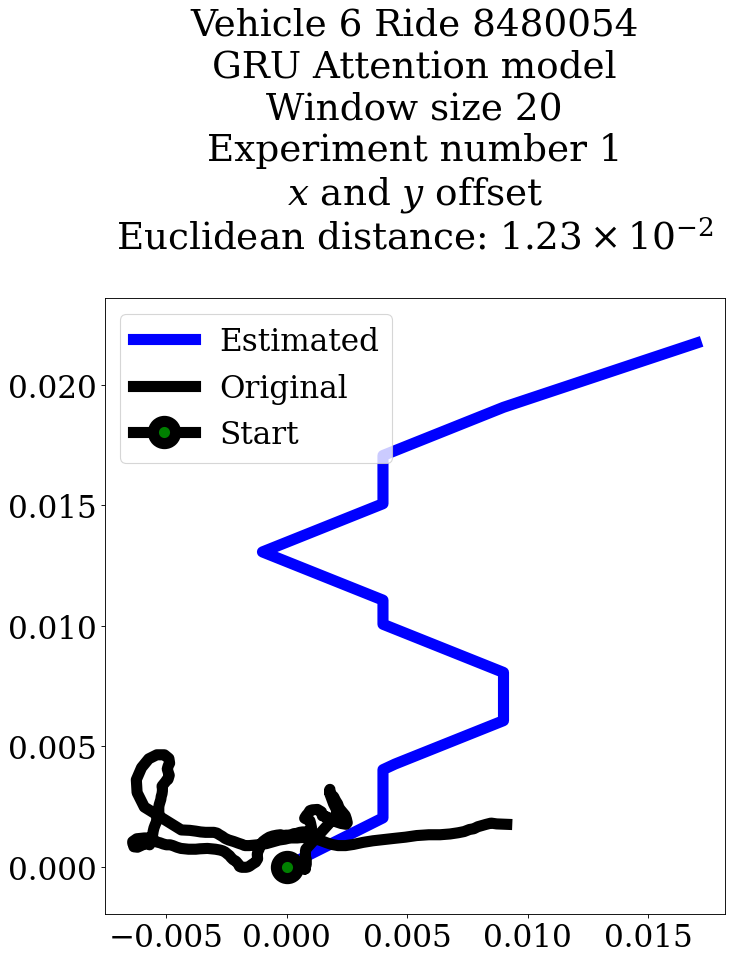 Vehicle 6 Ride 8480054
GRU Attention model
Window size 20
Experiment number 1
x and y offset
Euclidean distance: 1.23 × 10⁻²
Estimated
Original
Start
0.020
0.015
0.010
0.005
0.000
−0.005 0.000 0.005 0.010 0.015